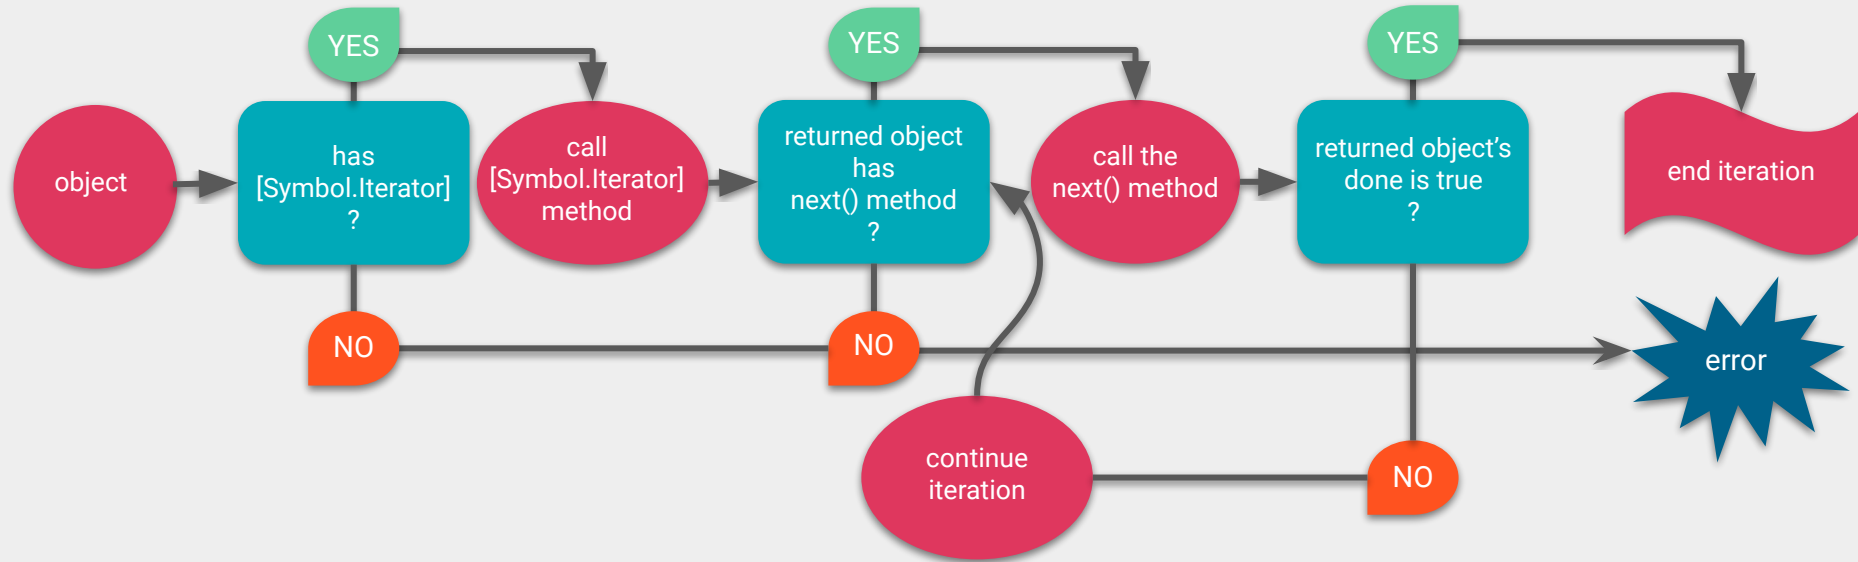 YES
YES
YES
object
has
[Symbol.Iterator]
?
call
[Symbol.Iterator]
method
returned object
has
next() method
?
call the
next() method
returned object's
done is true
?
end iteration
NO
NO
error
continue
iteration
NO